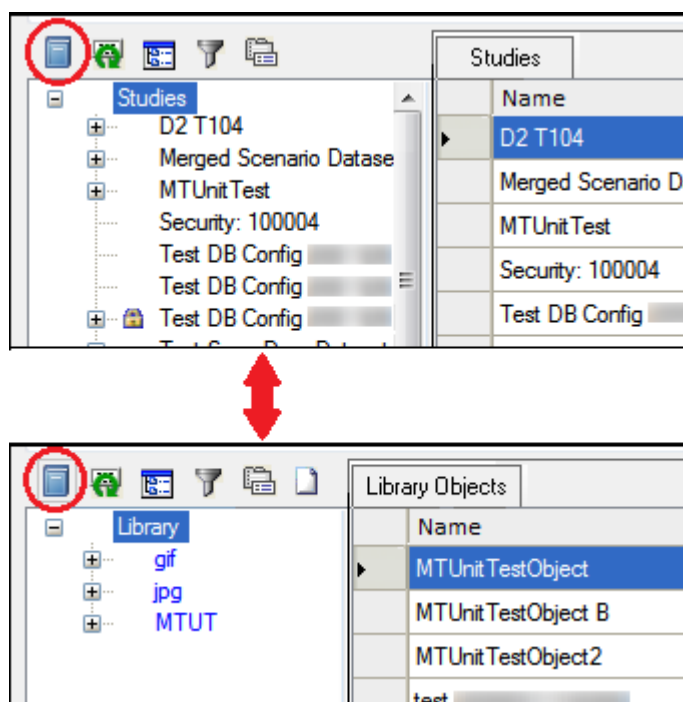 Studies
D2 T104
Merged Scenario Datase
MTUnitTest
Security: 100004
Test DB Config
Test DB Config
Test DB Config
Studies
Name
D2 T104
Merged Scenario D
MTUnitTest
Security: 100004
Test DB Config
Library
gif
jpg
MTUT
Library Objects
Name
MTUnitTestObject
MTUnitTestObject B
MTUnitTestObject2
test